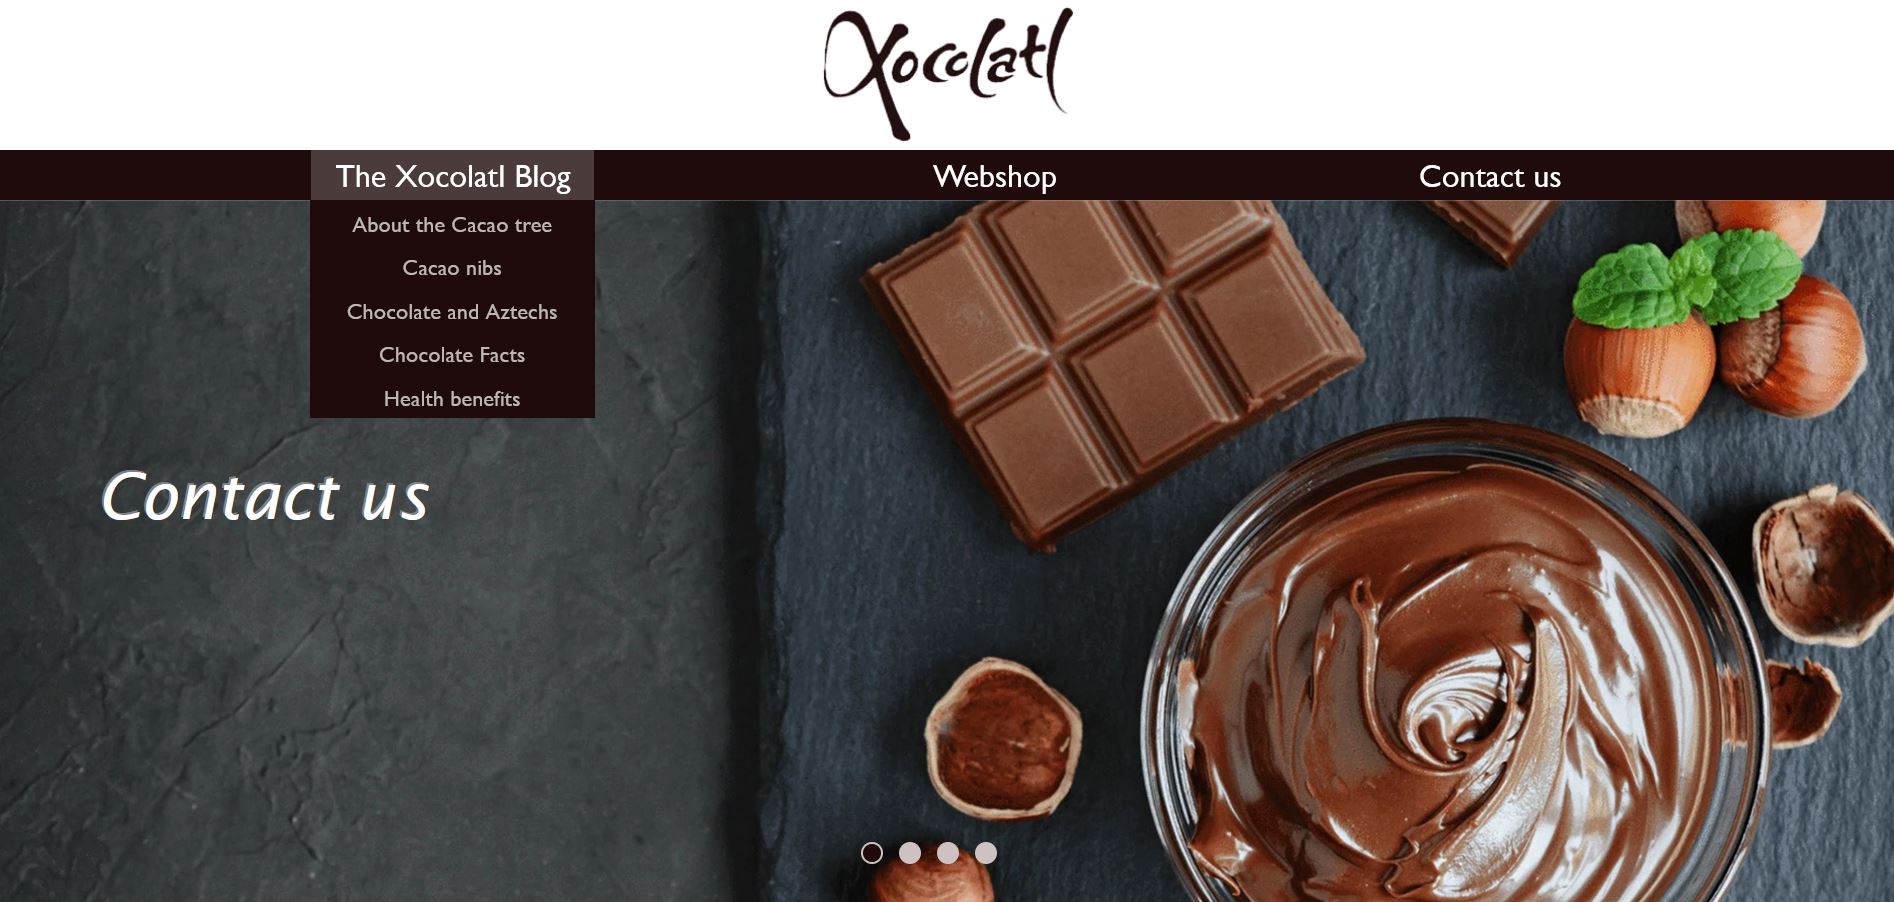 Xocolatl
The Xocolatl Blog
Webshop
Contact us
About the Cacao tree
Cacao nibs
Chocolate and Aztechs
Chocolate Facts
Health benefits
Contact us